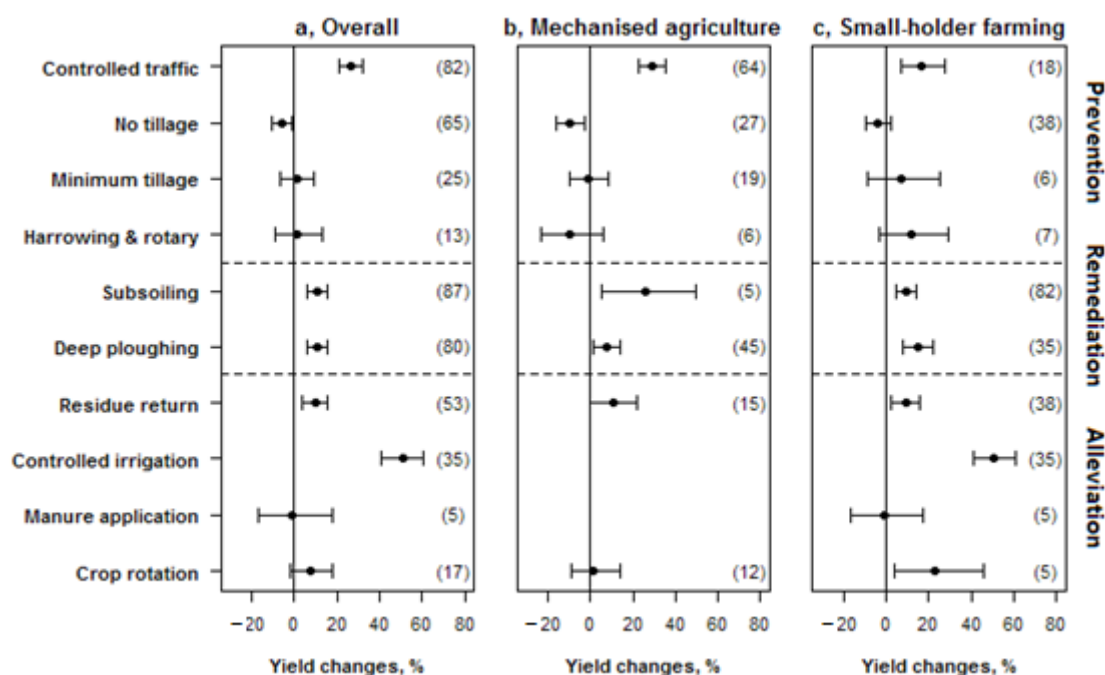 a, Overall b, Mechanised agriculture c, Small-holder farming
Controlled traffic (82) (64) (18)
No tillage (65) (27) (38)
Minimum tillage (25) (19) (6)
Harrowing & rotary (13) (6) (7)
Subsoiling (87) (5) (82)
Deep ploughing (80) (45) (35)
Residue return (53) (15) (38)
Controlled irrigation (35) (35)
Manure application (5) (5)
Crop rotation (17) (12) (5)
Prevention
Remediation
Alleviation
−20 0 20 40 60 80 −20 0 20 40 60 80 −20 0 20 40 60 80
Yield changes, % Yield changes, % Yield changes, %